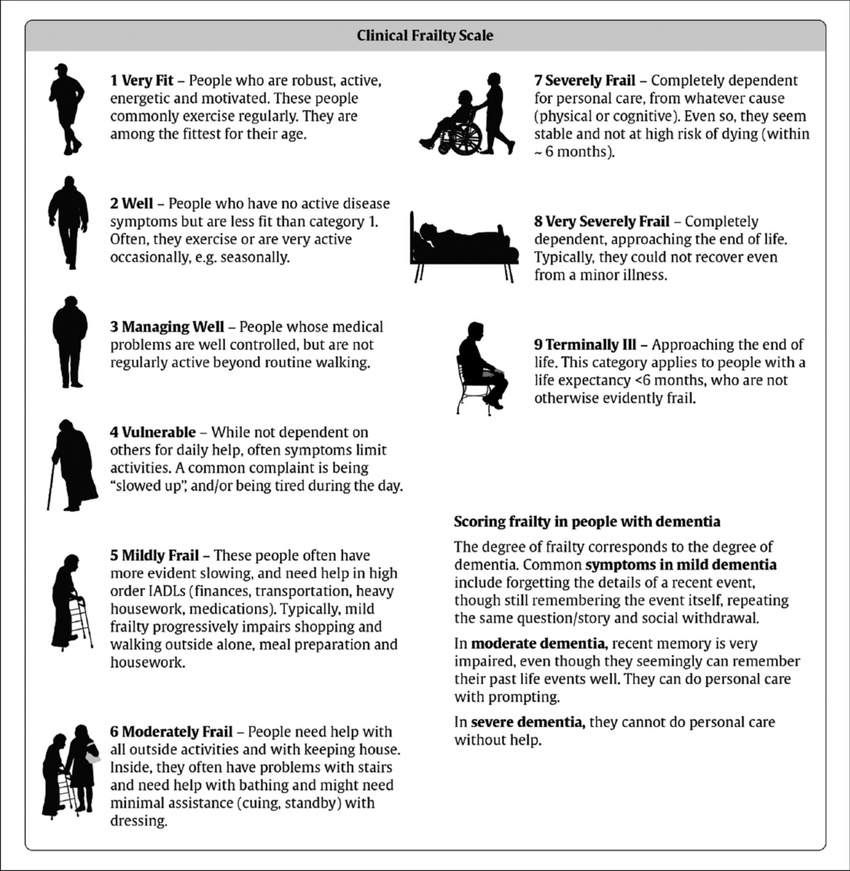 Clinical Frailty Scale
1 Very Fit – People who are robust, active,
energetic and motivated. These people
commonly exercise regularly. They are
among the fittest for their age.
2 Well – People who have no active disease
symptoms but are less fit than category 1.
Often, they exercise or are very active
occasionally, e.g. seasonally.
3 Managing Well – People whose medical
problems are well controlled, but are not
regularly active beyond routine walking.
4 Vulnerable – While not dependent on
others for daily help, often symptoms limit
activities. A common complaint is being
“slowed up”, and/or being tired during the day.
5 Mildly Frail – These people often have
more evident slowing, and need help in high
order IADLs (finances, transportation, heavy
housework, medications). Typically, mild
frailty progressively impairs shopping and
walking outside alone, meal preparation and
housework.
6 Moderately Frail – People need help with
all outside activities and with keeping house.
Inside, they often have problems with stairs
and need help with bathing and might need
minimal assistance (cuing, standby) with
dressing.
7 Severely Frail – Completely dependent
for personal care, from whatever cause
(physical or cognitive). Even so, they seem
stable and not at high risk of dying (within
~ 6 months).
8 Very Severely Frail – Completely
dependent, approaching the end of life.
Typically, they could not recover even
from a minor illness.
9 Terminally Ill – Approaching the end of
life. This category applies to people with a
life expectancy <6 months, who are not
otherwise evidently frail.
Scoring frailty in people with dementia
The degree of frailty corresponds to the degree of
dementia. Common symptoms in mild dementia
include forgetting the details of a recent event,
though still remembering the event itself, repeating
the same question/story and social withdrawal.
In moderate dementia, recent memory is very
impaired, even though they seemingly can remember
their past life events well. They can do personal care
with prompting.
In severe dementia, they cannot do personal care
without help.